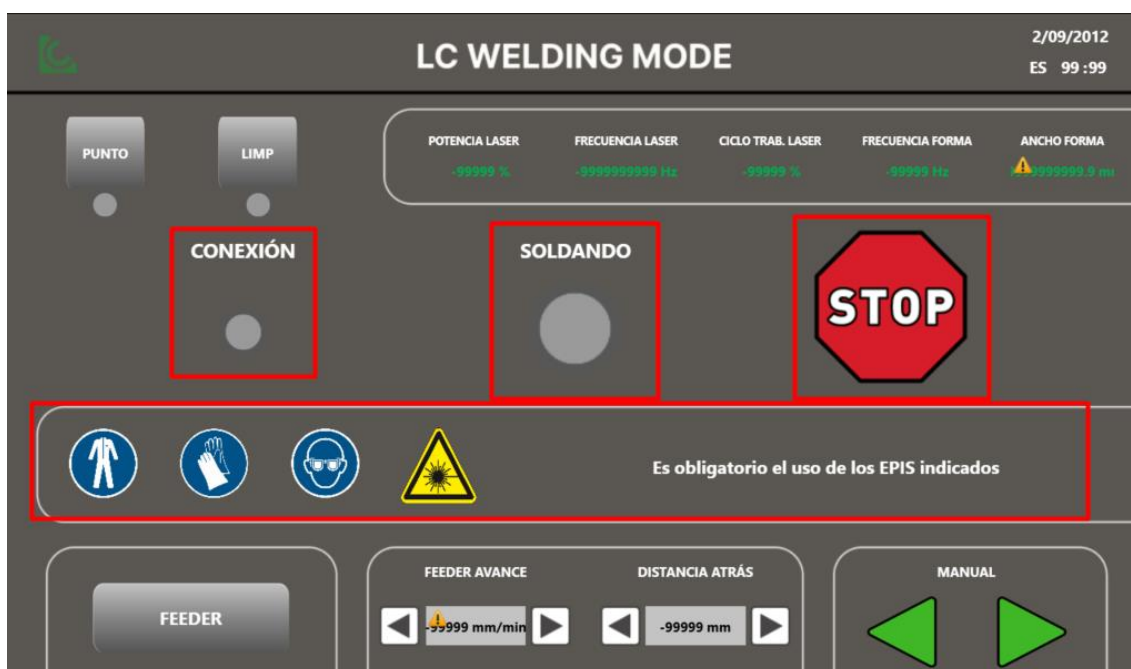 LC WELDING MODE
2/09/2012
ES 99 :99
PUNTO
LIMP
POTENCIA LASER
FRECUENCIA LASER
CICLO TRAB. LASER
FRECUENCIA FORMA
ANCHO FORMA
-99999 %
-9999999999 Hz
-99999 %
-99999 Hz
CONEXIÓN
SOLDANDO
STOP
Es obligatorio el uso de los EPIS indicados
FEEDER
FEEDER AVANCE
DISTANCIA ATRÁS
-99999 mm/min
-99999 mm
MANUAL